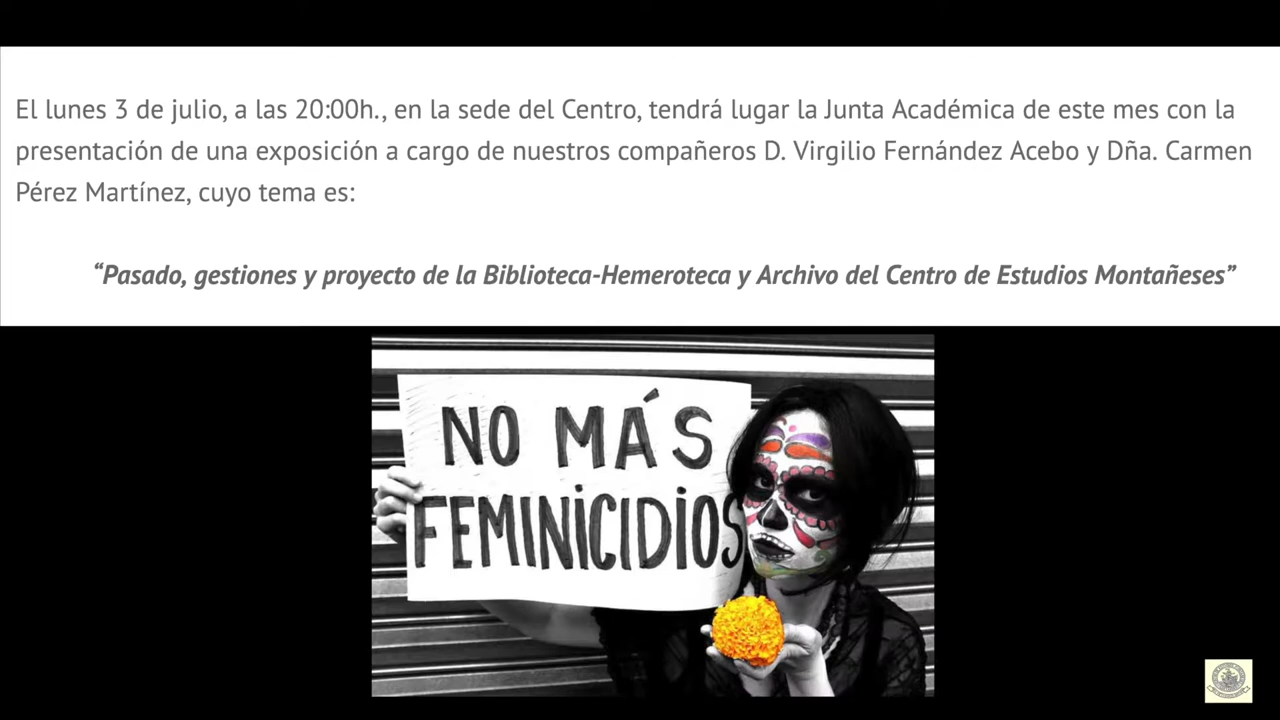 El lunes 3 de julio, a las 20:00h., en la sede del Centro, tendrá lugar la Junta Académica de este mes con la
presentación de una exposición a cargo de nuestros compañeros D. Virgilio Fernández Acebo y Dña. Carmen
Pérez Martínez, cuyo tema es:
“Pasado, gestiones y proyecto de la Biblioteca-Hemeroteca y Archivo del Centro de Estudios Montañeses”
NO MÁS
FEMINICIDIOS